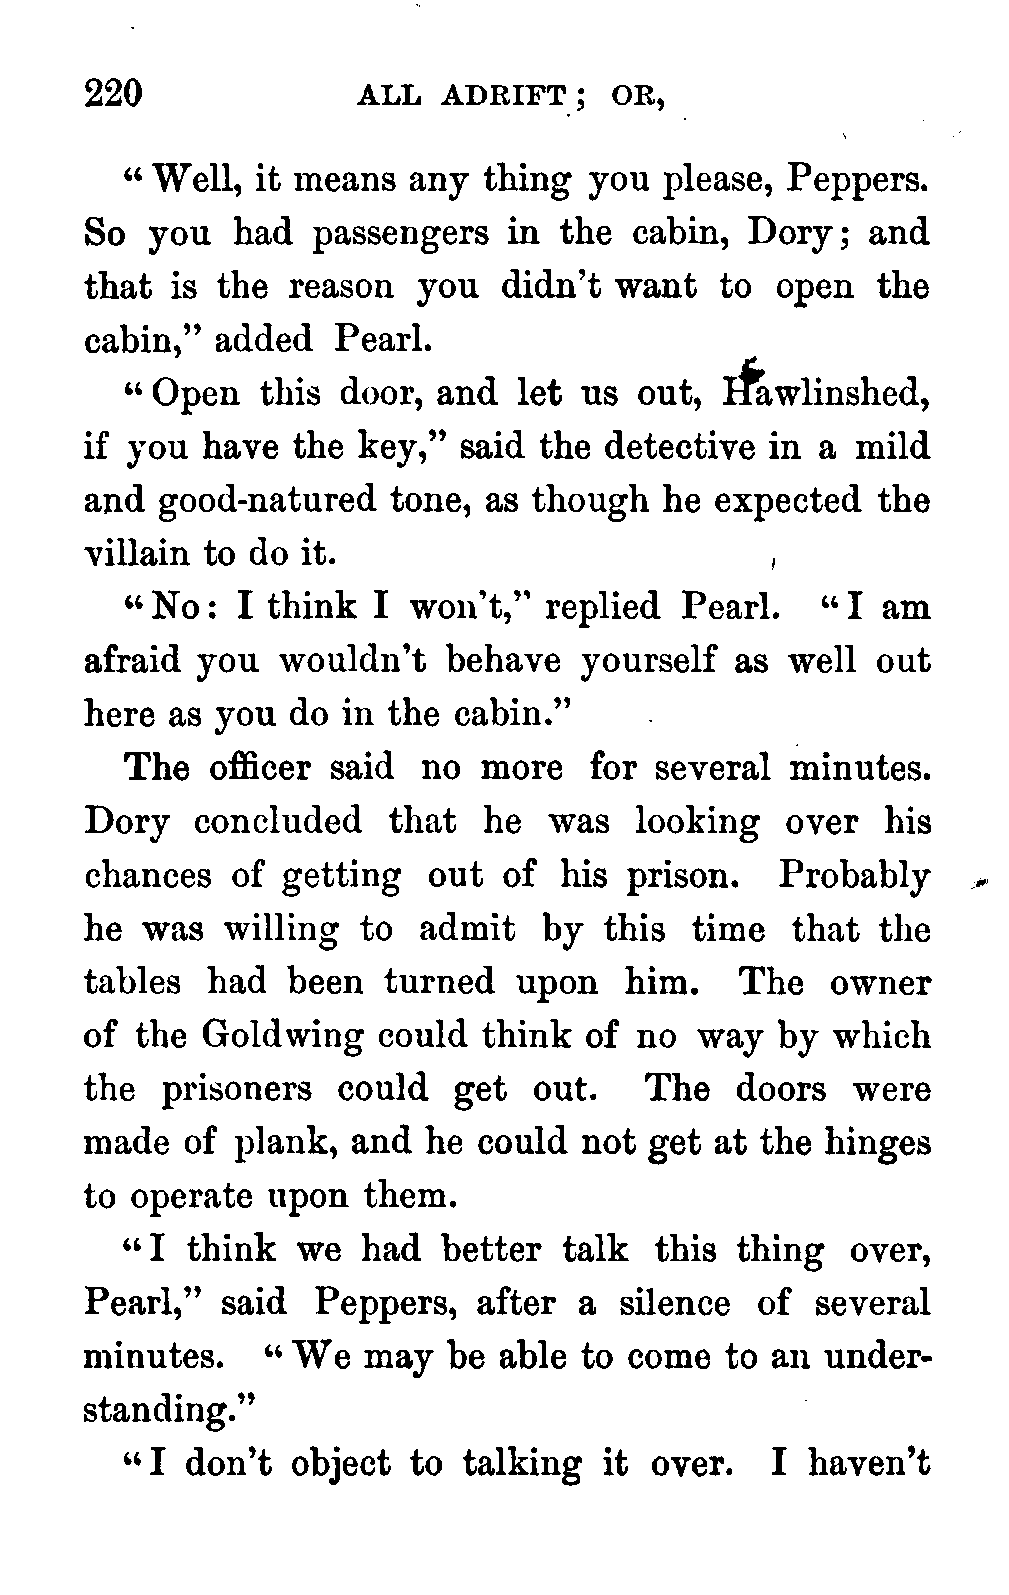 220 ALL ADRIFT; OR,
“Well, it means any thing you please, Peppers.
So you had passengers in the cabin, Dory; and
that is the reason you didn't want to open the
cabin,” added Pearl.
“Open this door, and let us out, Hawlinshed,
if you have the key,” said the detective in a mild
and good-natured tone, as though he expected the
villain to do it.
“No: I think I won't,” replied Pearl. “I am
afraid you wouldn't behave yourself as well out
here as you do in the cabin.”
The officer said no more for several minutes.
Dory concluded that he was looking over his
chances of getting out of his prison. Probably
he was willing to admit by this time that the
tables had been turned upon him. The owner
of the Goldwing could think of no way by which
the prisoners could get out. The doors were
made of plank, and he could not get at the hinges
to operate upon them.
“I think we had better talk this thing over,
Pearl,” said Peppers, after a silence of several
minutes. “We may be able to come to an under-
standing.”
“I don't object to talking it over. I haven't